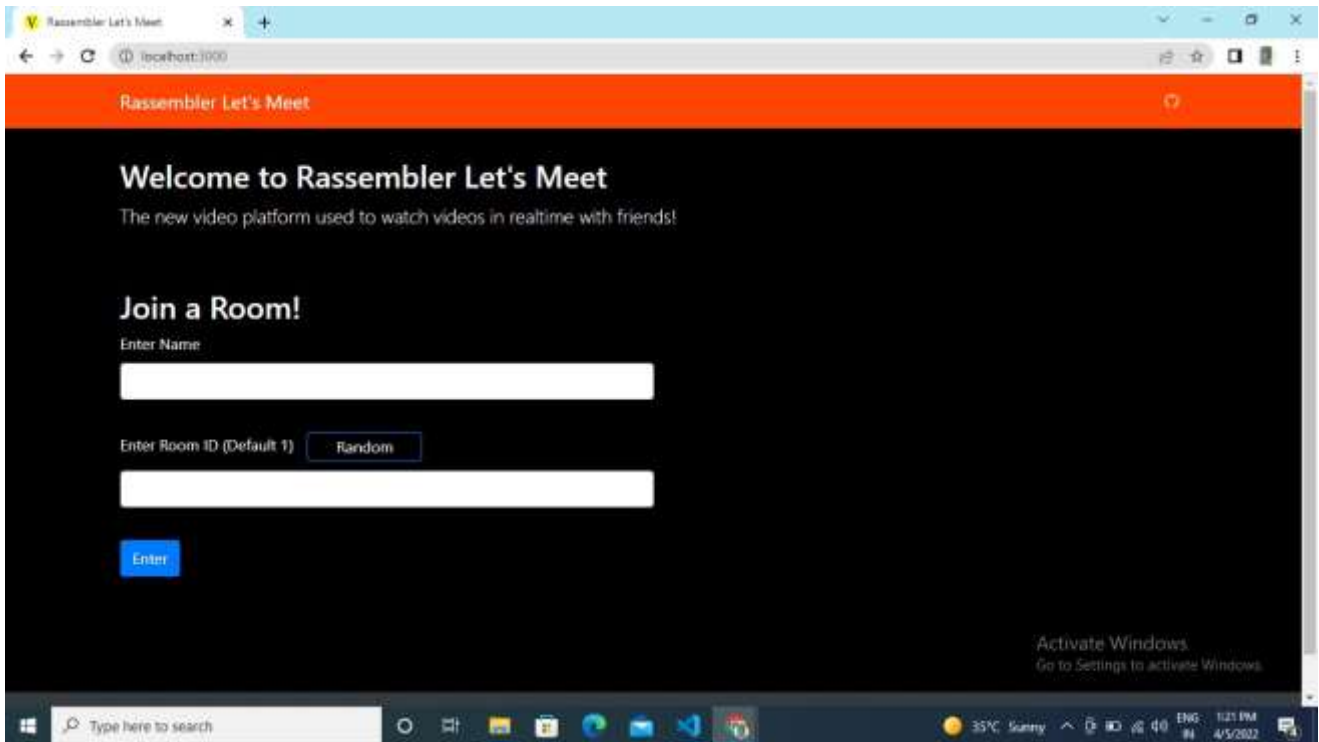 Rassembler Let's Meet
localhost:3000
Rassembler Let's Meet
Welcome to Rassembler Let's Meet
The new video platform used to watch videos in realtime with friends!
Join a Room!
Enter Name
Enter Room ID (Default 1) Random
Enter
Activate Windows
Go to Settings to activate Windows.
Type here to search
35°C Sunny
ENG
IN
1:21 PM
4/5/2022